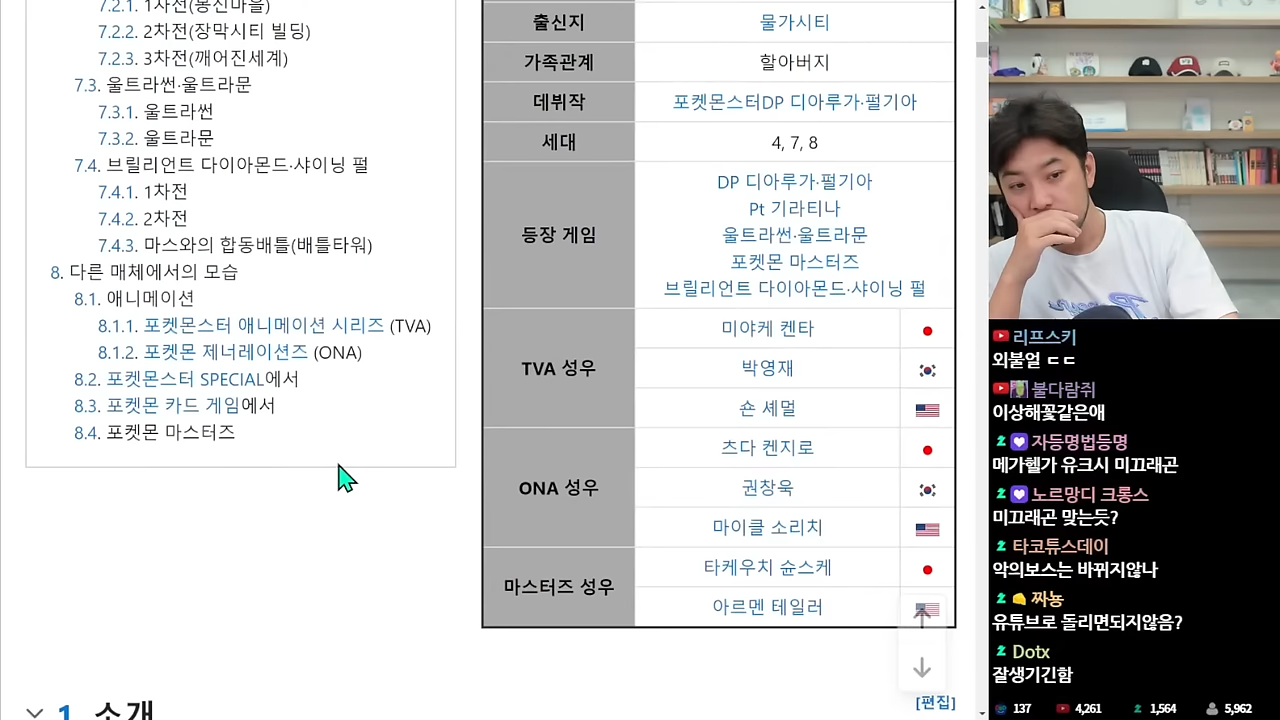 7.2.1. 1차전(봉신마을)
7.2.2. 2차전(장막시티 빌딩)
7.2.3. 3차전(깨어진세계)
7.3. 울트라썬·울트라문
7.3.1. 울트라썬
7.3.2. 울트라문
7.4. 브릴리언트 다이아몬드·샤이닝 펄
7.4.1. 1차전
7.4.2. 2차전
7.4.3. 마스와의 합동배틀(배틀타워)
8. 다른 매체에서의 모습
8.1. 애니메이션
8.1.1. 포켓몬스터 애니메이션 시리즈 (TVA)
8.1.2. 포켓몬 제너레이션즈 (ONA)
8.2. 포켓몬스터 SPECIAL에서
8.3. 포켓몬 카드 게임에서
8.4. 포켓몬 마스터즈
출신지 물가시티
가족관계 할아버지
데뷔작 포켓몬스터DP 디아루가·펄기아
세대 4, 7, 8
등장 게임
DP 디아루가·펄기아
Pt 기라티나
울트라썬·울트라문
포켓몬 마스터즈
브릴리언트 다이아몬드·샤이닝 펄
TVA 성우
미야케 켄타
박영재
숀 셰멀
ONA 성우
츠다 켄지로
권창욱
마이클 소리치
마스터즈 성우
타케우치 슌스케
아르멘 테일러
[편집]
1. 소개
리프스키
외불얼 ㄷㄷ
불다람쥐
이상해꽃같은애
자등명법등명
메가헬가 유크시 미끄래곤
노르망디 크롱스
미끄래곤 맞는듯?
타코튜스데이
악의보스는 바뀌지않나
짜뇽
유튜브로 돌리면되지않음?
Dotx
잘생기긴함
137 4,261 1,564 5,962